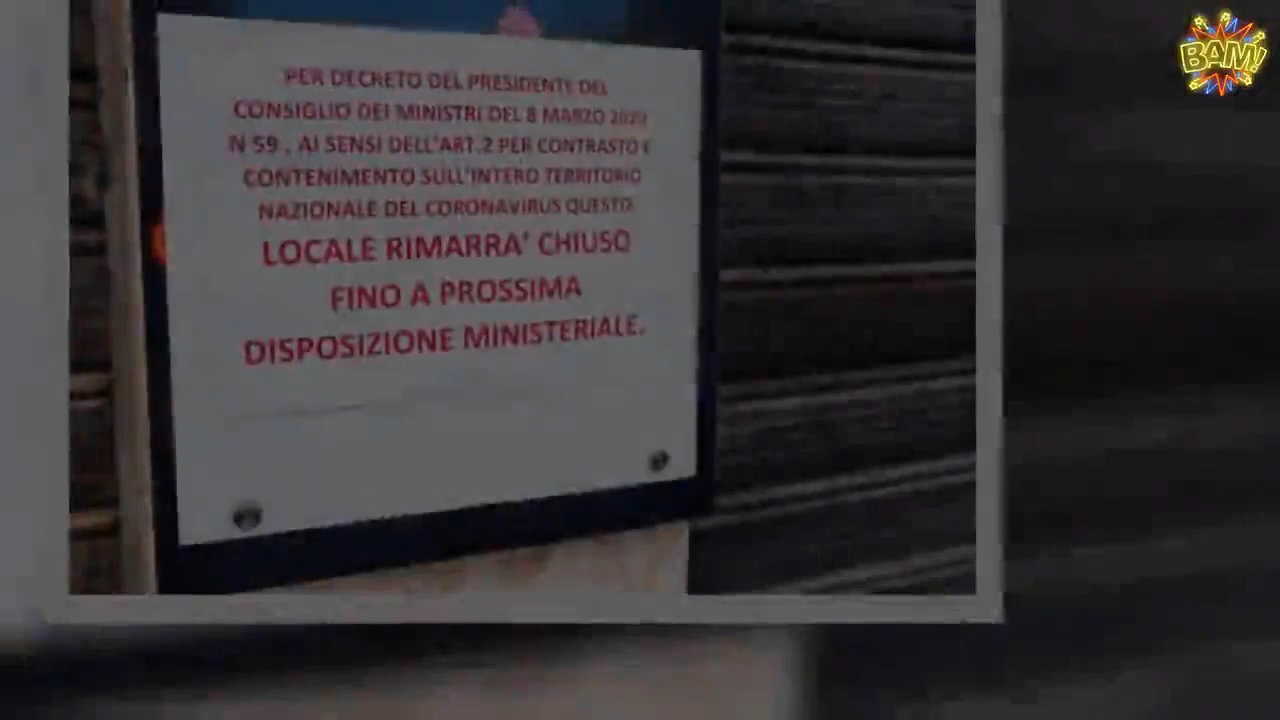 PER DECRETO DEL PRESIDENTE DEL
CONSIGLIO DEI MINISTRI DEL 8 MARZO 2020
N 59 , AI SENSI DELL'ART.2 PER CONTRASTO E
CONTENIMENTO SULL'INTERO TERRITORIO
NAZIONALE DEL CORONAVIRUS QUESTO
LOCALE RIMARRA' CHIUSO
FINO A PROSSIMA
DISPOSIZIONE MINISTERIALE.
BAM!